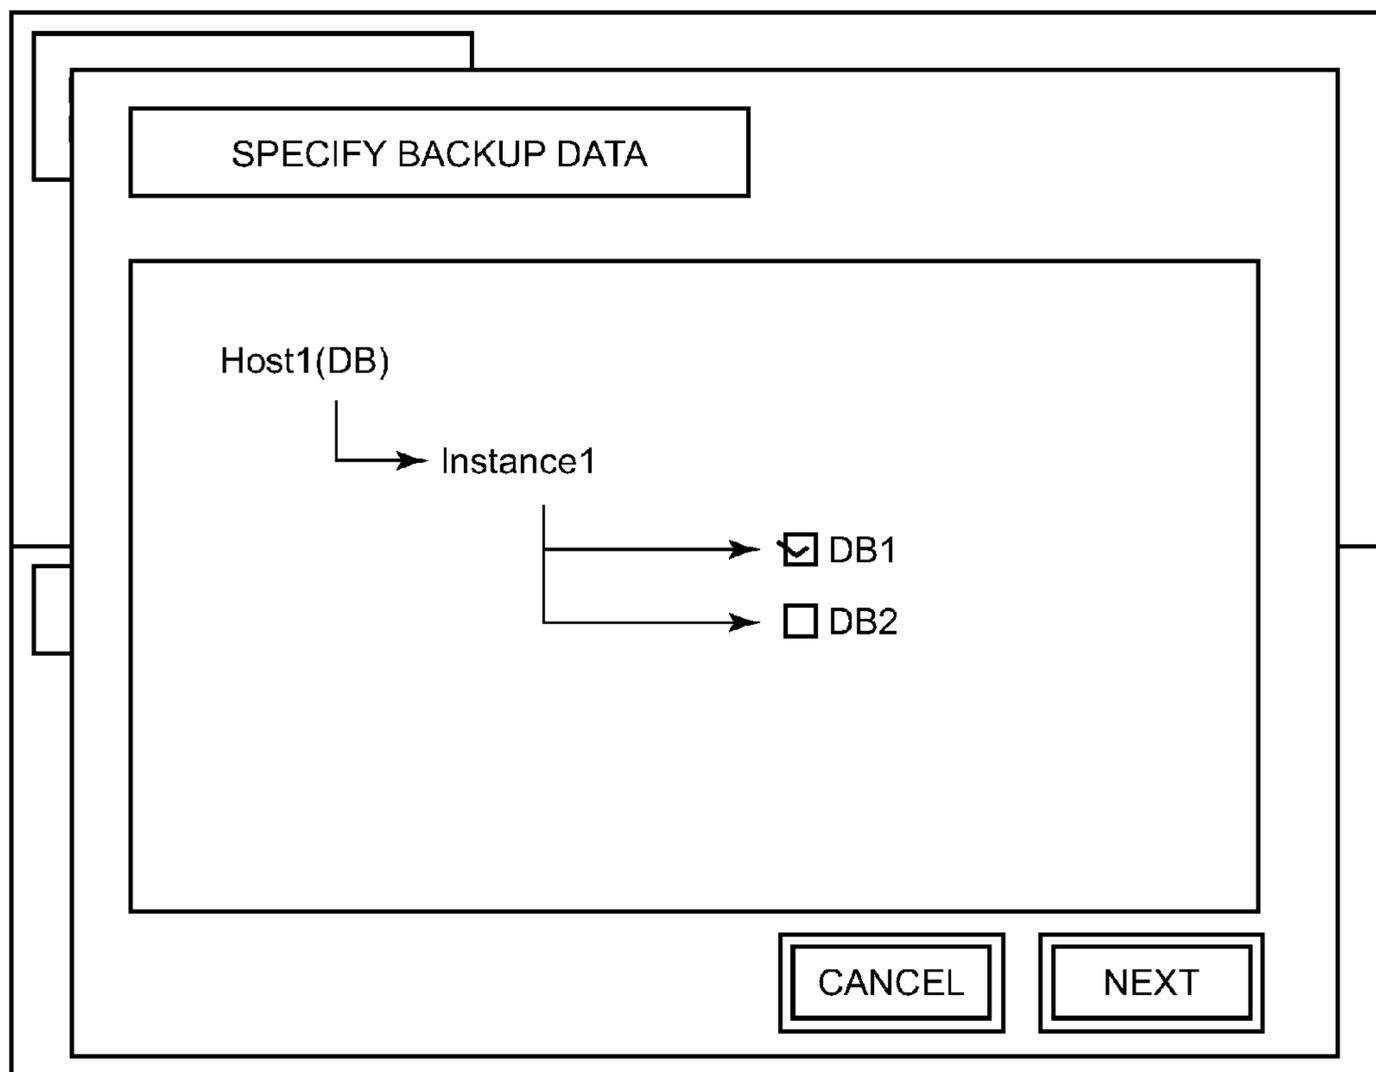 SPECIFY BACKUP DATA
Host1(DB)
Instance1
DB1
DB2
CANCEL
NEXT